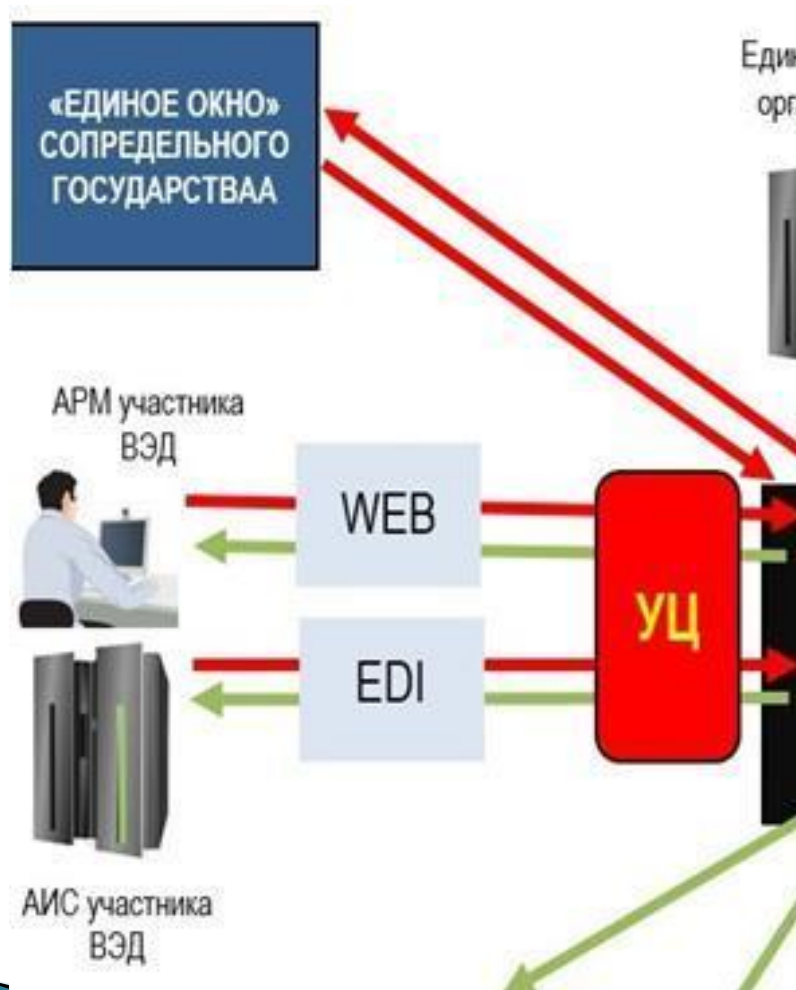 «ЕДИНОЕ ОКНО»
СОПРЕДЕЛЬНОГО
ГОСУДАРСТВАА
АРМ участника
ВЭД
WEB
УЦ
EDI
АИС участника
ВЭД